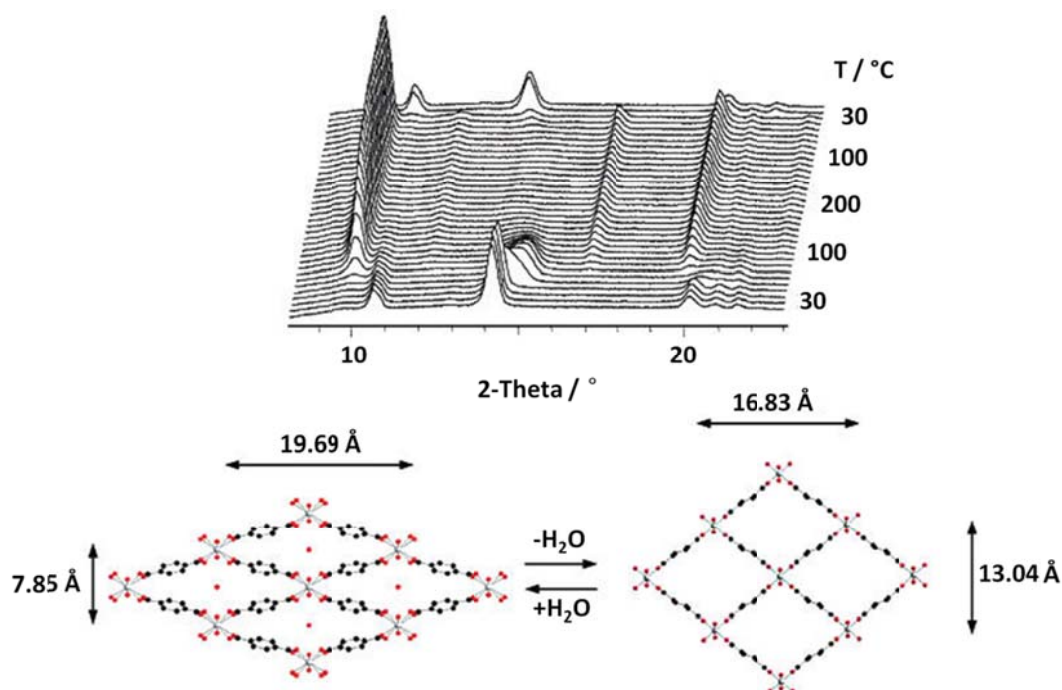 T / °C
30
100
200
100
30
10 20
2-Theta / °
19.69 Å
16.83 Å
7.85 Å
-H₂O
+H₂O
13.04 Å